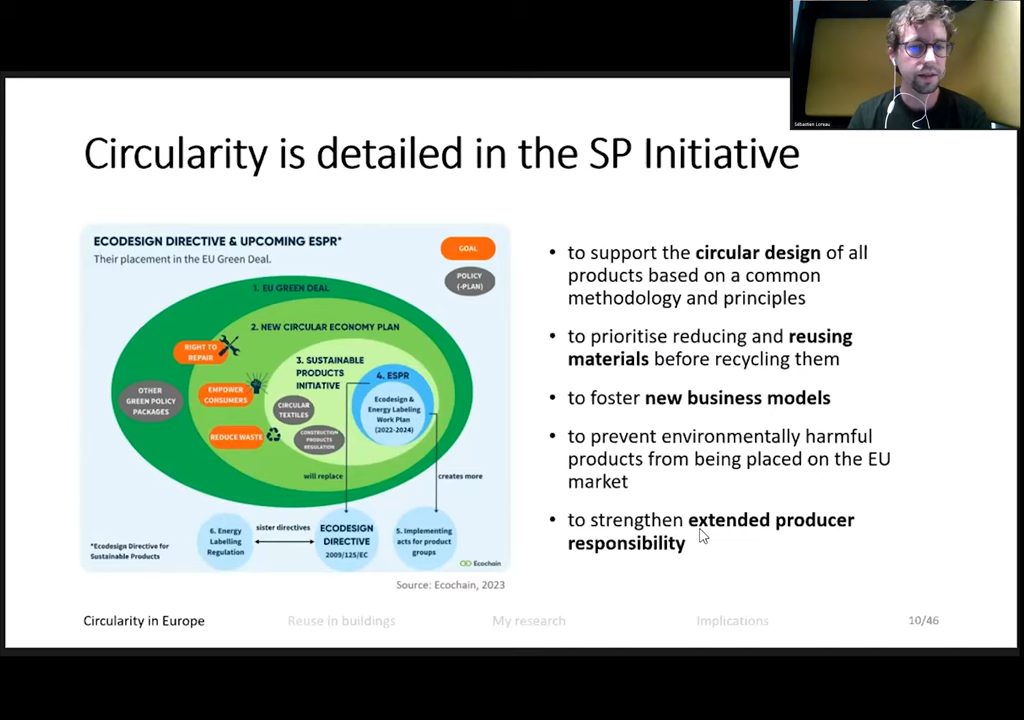 Sébastien Loreau
Circularity is detailed in the SP Initiative
ECODESIGN DIRECTIVE & UPCOMING ESPR*
Their placement in the EU Green Deal.
GOAL
POLICY
(-PLAN)
1. EU GREEN DEAL
2. NEW CIRCULAR ECONOMY PLAN
RIGHT TO
REPAIR
3. SUSTAINABLE
PRODUCTS
INITIATIVE
4. ESPR
EMPOWER
CONSUMERS
OTHER
GREEN POLICY
PACKAGES
CIRCULAR
TEXTILES
Ecodesign &
Energy Labeling
Work Plan
(2022-2024)
REDUCE WASTE
CONSTRUCTION
PRODUCTS
REGULATION
will replace
creates more
6. Energy
Labelling
Regulation
sister directives
ECODESIGN
DIRECTIVE
2009/125/EC
5. Implementing
acts for product
groups
*Ecodesign Directive for
Sustainable Products
Ecochain
Source: Ecochain, 2023
• to support the circular design of all
products based on a common
methodology and principles
• to prioritise reducing and reusing
materials before recycling them
• to foster new business models
• to prevent environmentally harmful
products from being placed on the EU
market
• to strengthen extended producer
responsibility
Circularity in Europe
Reuse in buildings
My research
Implications
10/46